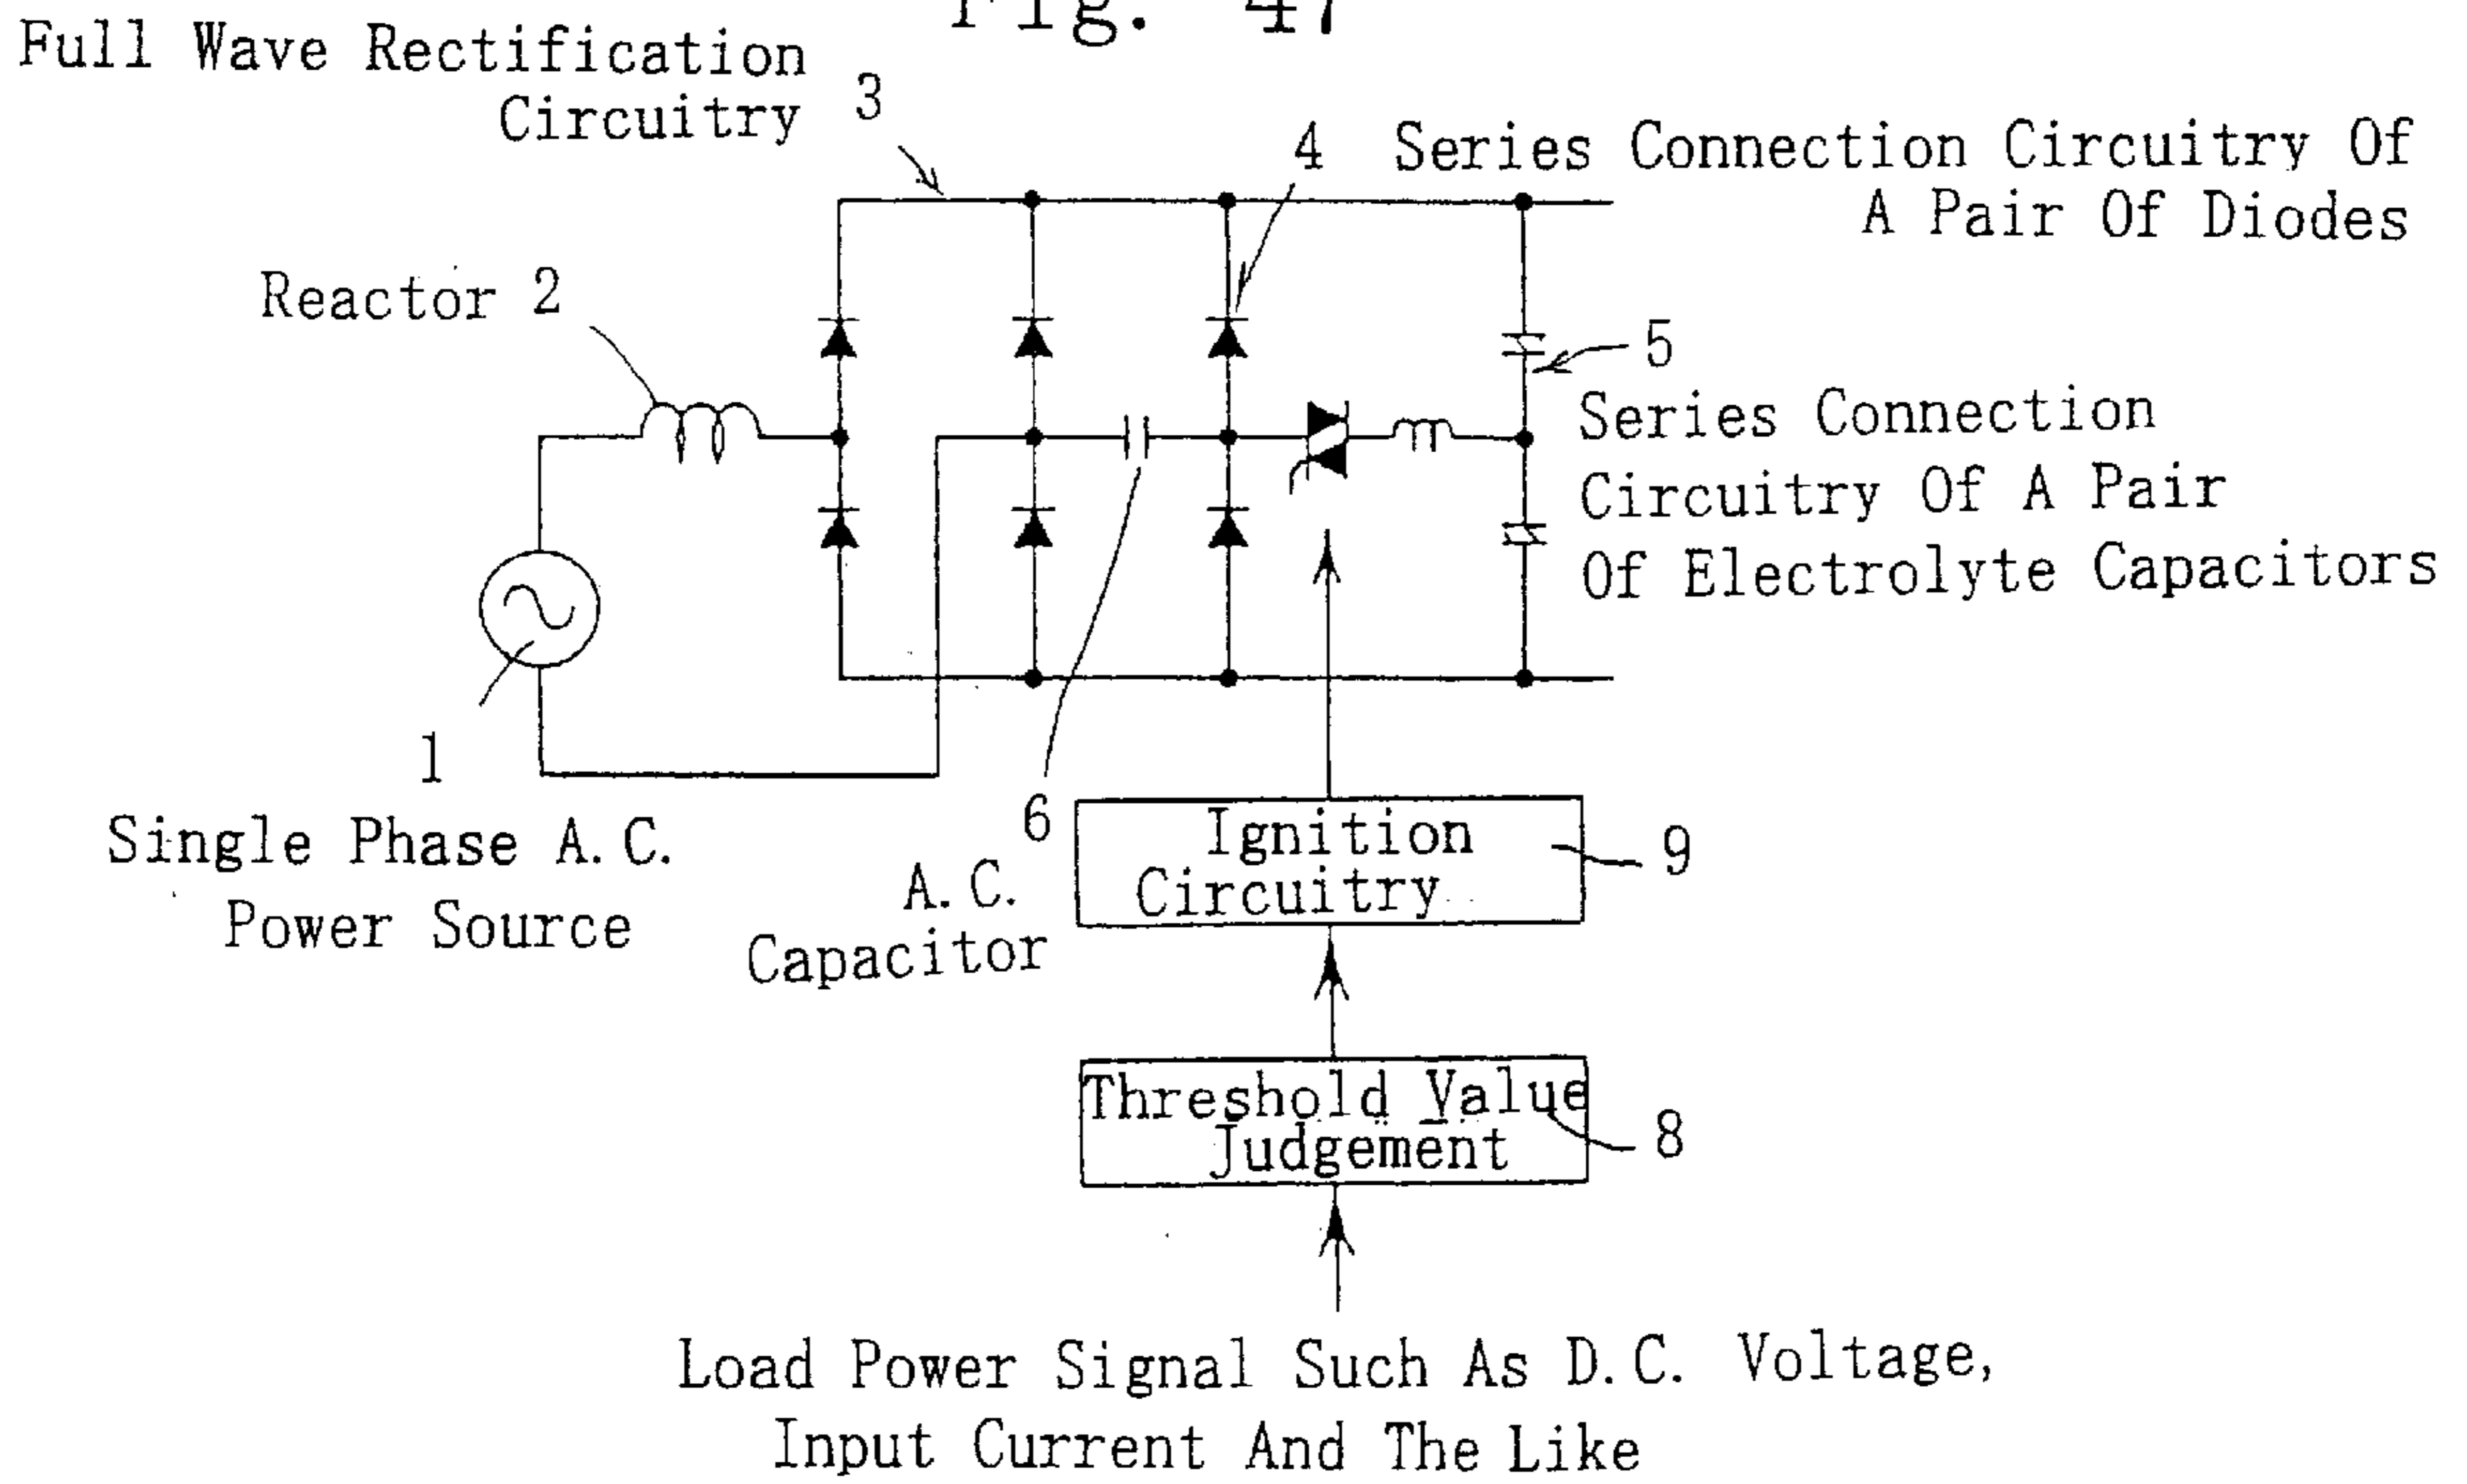 Fig. 47
Full Wave Rectification
Circuitry 3
4 Series Connection Circuitry Of
A Pair Of Diodes
Reactor 2
5
Series Connection
Circuitry Of A Pair
Of Electrolyte Capacitors
1
Single Phase A.C.
Power Source
6
A.C.
Capacitor
Ignition
Circuitry
9
Threshold Value
Judgement
8
Load Power Signal Such As D.C. Voltage,
Input Current And The Like